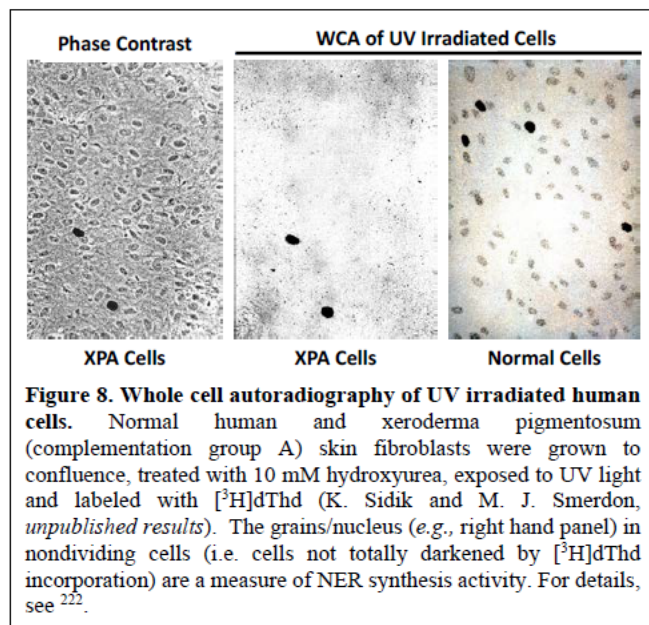 Phase Contrast
WCA of UV Irradiated Cells
XPA Cells
XPA Cells
Normal Cells
Figure 8. Whole cell autoradiography of UV irradiated human
cells. Normal human and xeroderma pigmentosum
(complementation group A) skin fibroblasts were grown to
confluence, treated with 10 mM hydroxyurea, exposed to UV light
and labeled with [³H]dThd (K. Sidik and M. J. Smerdon,
unpublished results). The grains/nucleus (e.g., right hand panel) in
nondividing cells (i.e. cells not totally darkened by [³H]dThd
incorporation) are a measure of NER synthesis activity. For details,
see ²²².